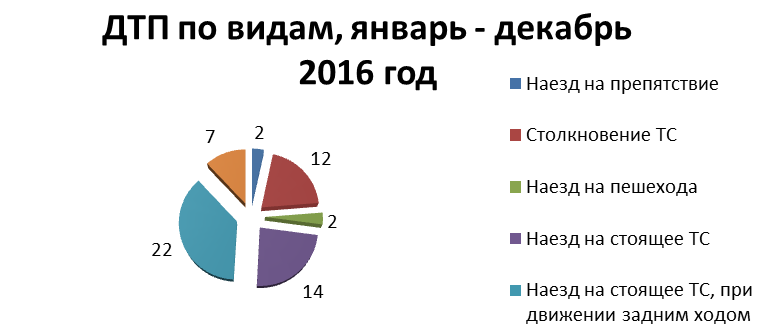 ДТП по видам, январь - декабрь
2016 год
Наезд на препятствие
Столкновение ТС
Наезд на пешехода
Наезд на стоящее ТС
Наезд на стоящее ТС, при
движении задним ходом
7
2
12
2
22
14